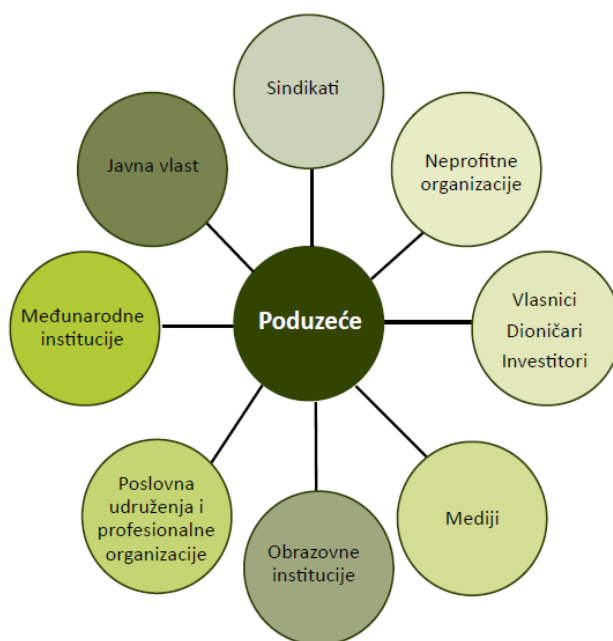 Sindikati
Neprofitne
organizacije
Vlasnici
Dioničari
Investitori
Mediji
Obrazovne
institucije
Poslovna
udruženja i
profesionalne
organizacije
Međunarodne
institucije
Javna vlast
Poduzeće